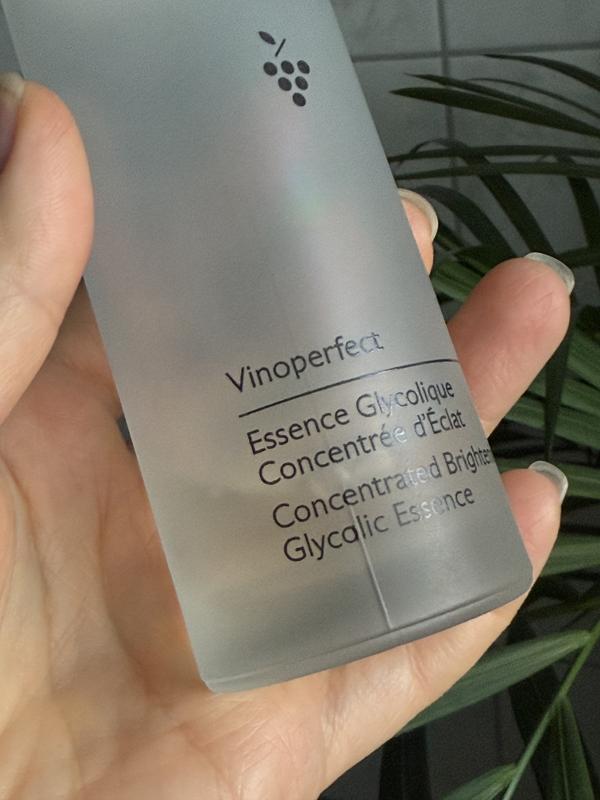 Vinoperfect
Essence Glycolique
Concentrée d'Éclat
Concentrated
Glycolic Essence